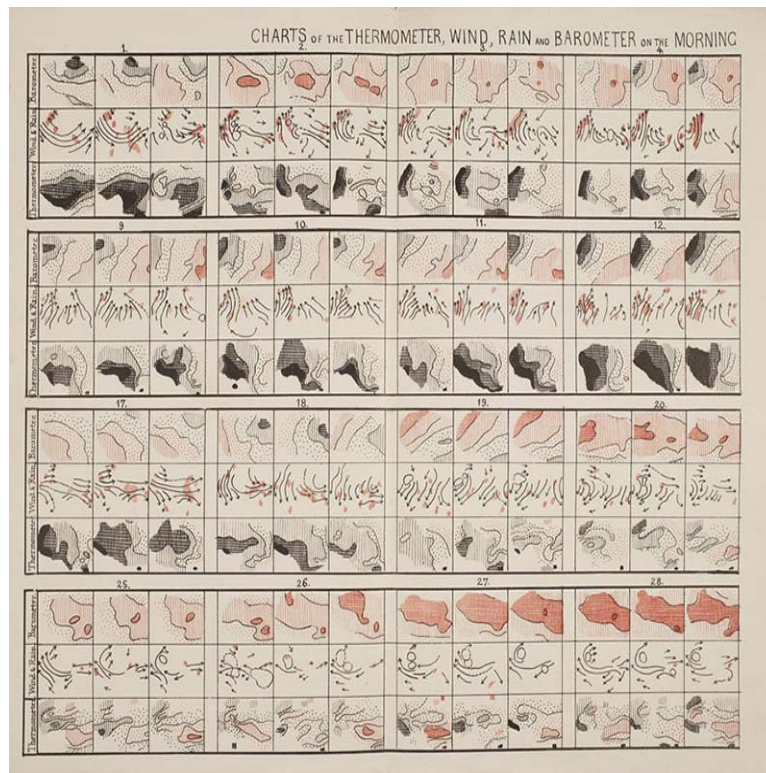 CHARTS OF THE THERMOMETER, WIND, RAIN AND BAROMETER ON THE MORNING
1. 2. 3. 4.
Barometer.
Wind & Rain.
Thermometer
9 10. 11. 12.
Barometer.
Wind & Rain.
Thermometer
17. 18. 19. 20.
Barometer.
Wind & Rain.
Thermometer
25. 26. 27. 28.
Barometer.
Wind & Rain.
Thermometer.